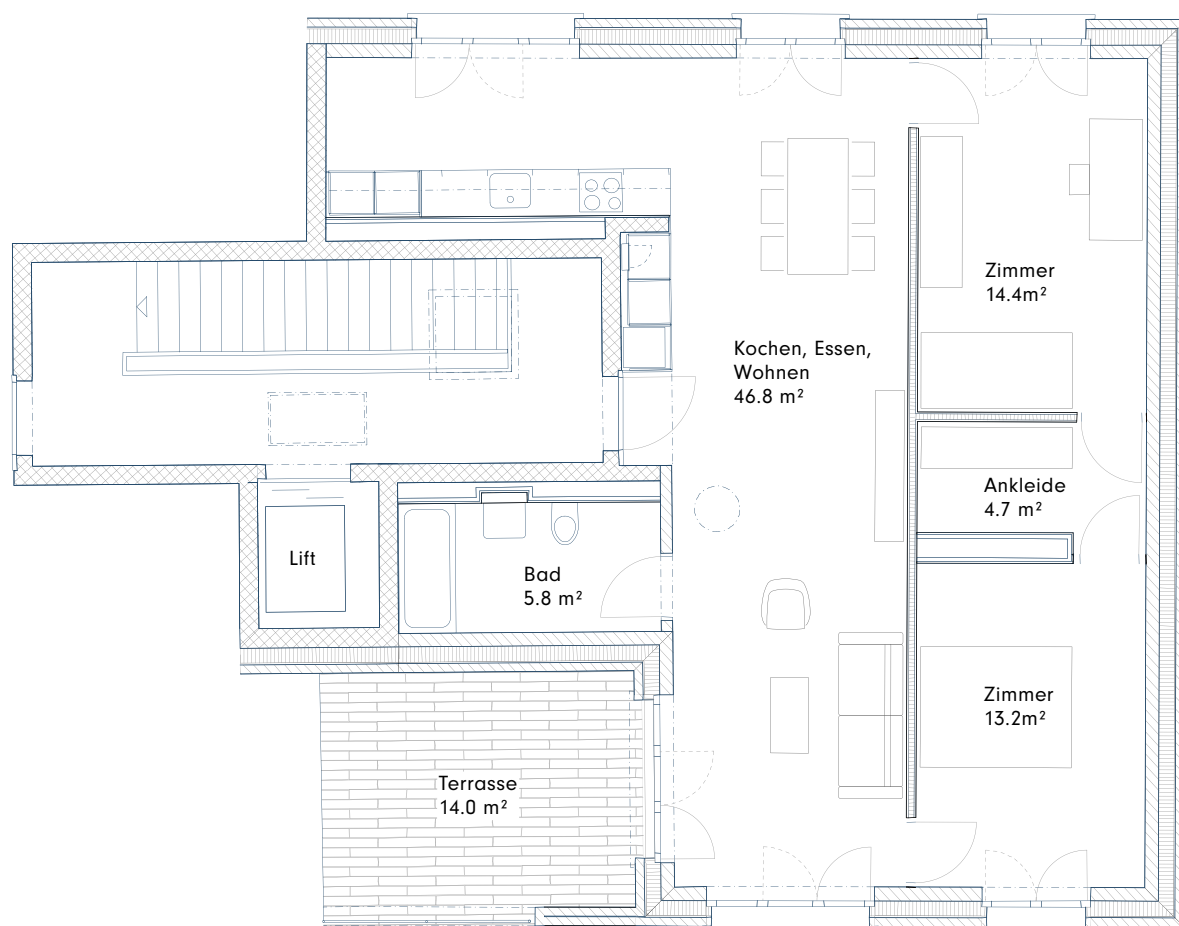 Zimmer
14.4m²
Kochen, Essen,
Wohnen
46.8 m²
Ankleide
4.7 m²
Lift
Bad
5.8 m²
Zimmer
13.2m²
Terrasse
14.0 m²